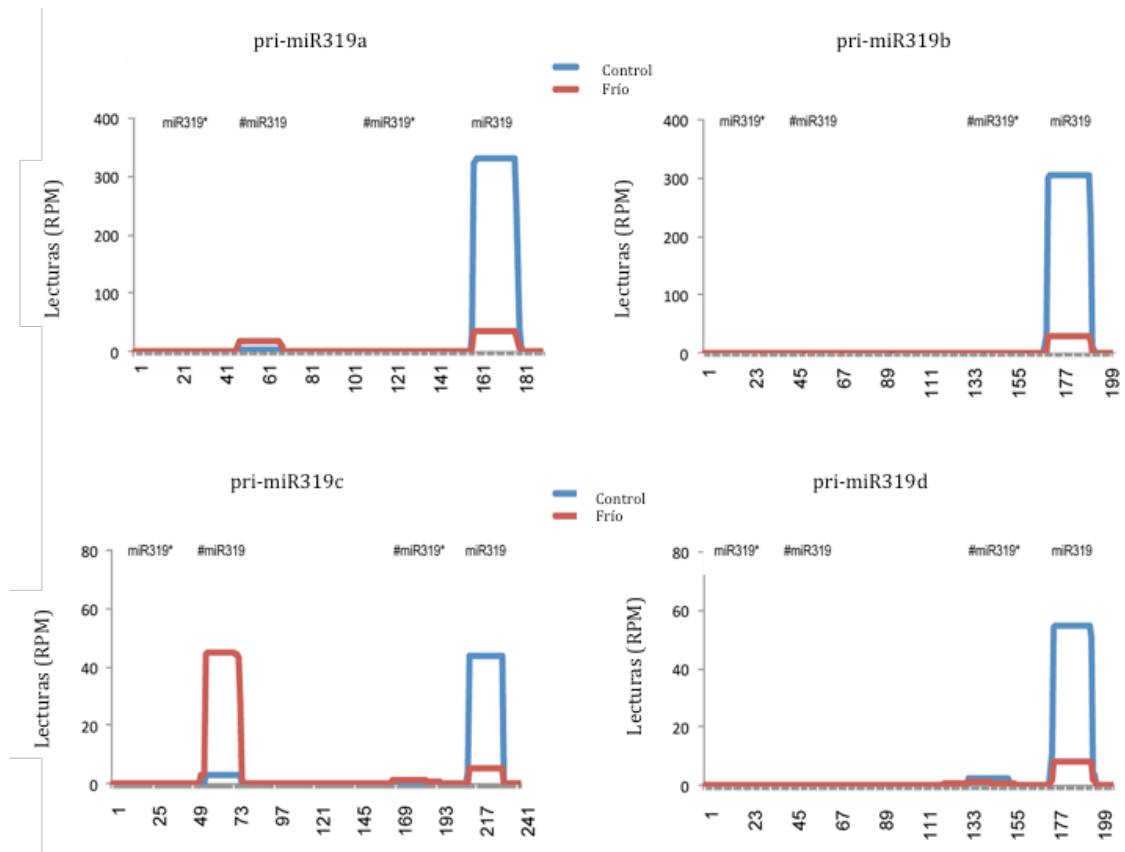 pri-miR319a
pri-miR319b
Control
Frío
400
miR319*
#miR319
#miR319*
miR319
300
200
100
0
Lecturas (RPM)
1
21
41
61
81
101
121
141
161
181
400
miR319*
#miR319
#miR319*
miR319
300
200
100
0
Lecturas (RPM)
1
23
45
67
89
111
133
155
177
199
pri-miR319c
pri-miR319d
Control
Frío
80
miR319*
#miR319
#miR319*
miR319
60
40
20
0
Lecturas (RPM)
1
25
49
73
97
121
145
169
193
217
241
80
miR319*
#miR319
#miR319*
miR319
60
40
20
0
Lecturas (RPM)
1
23
45
67
89
111
133
155
177
199